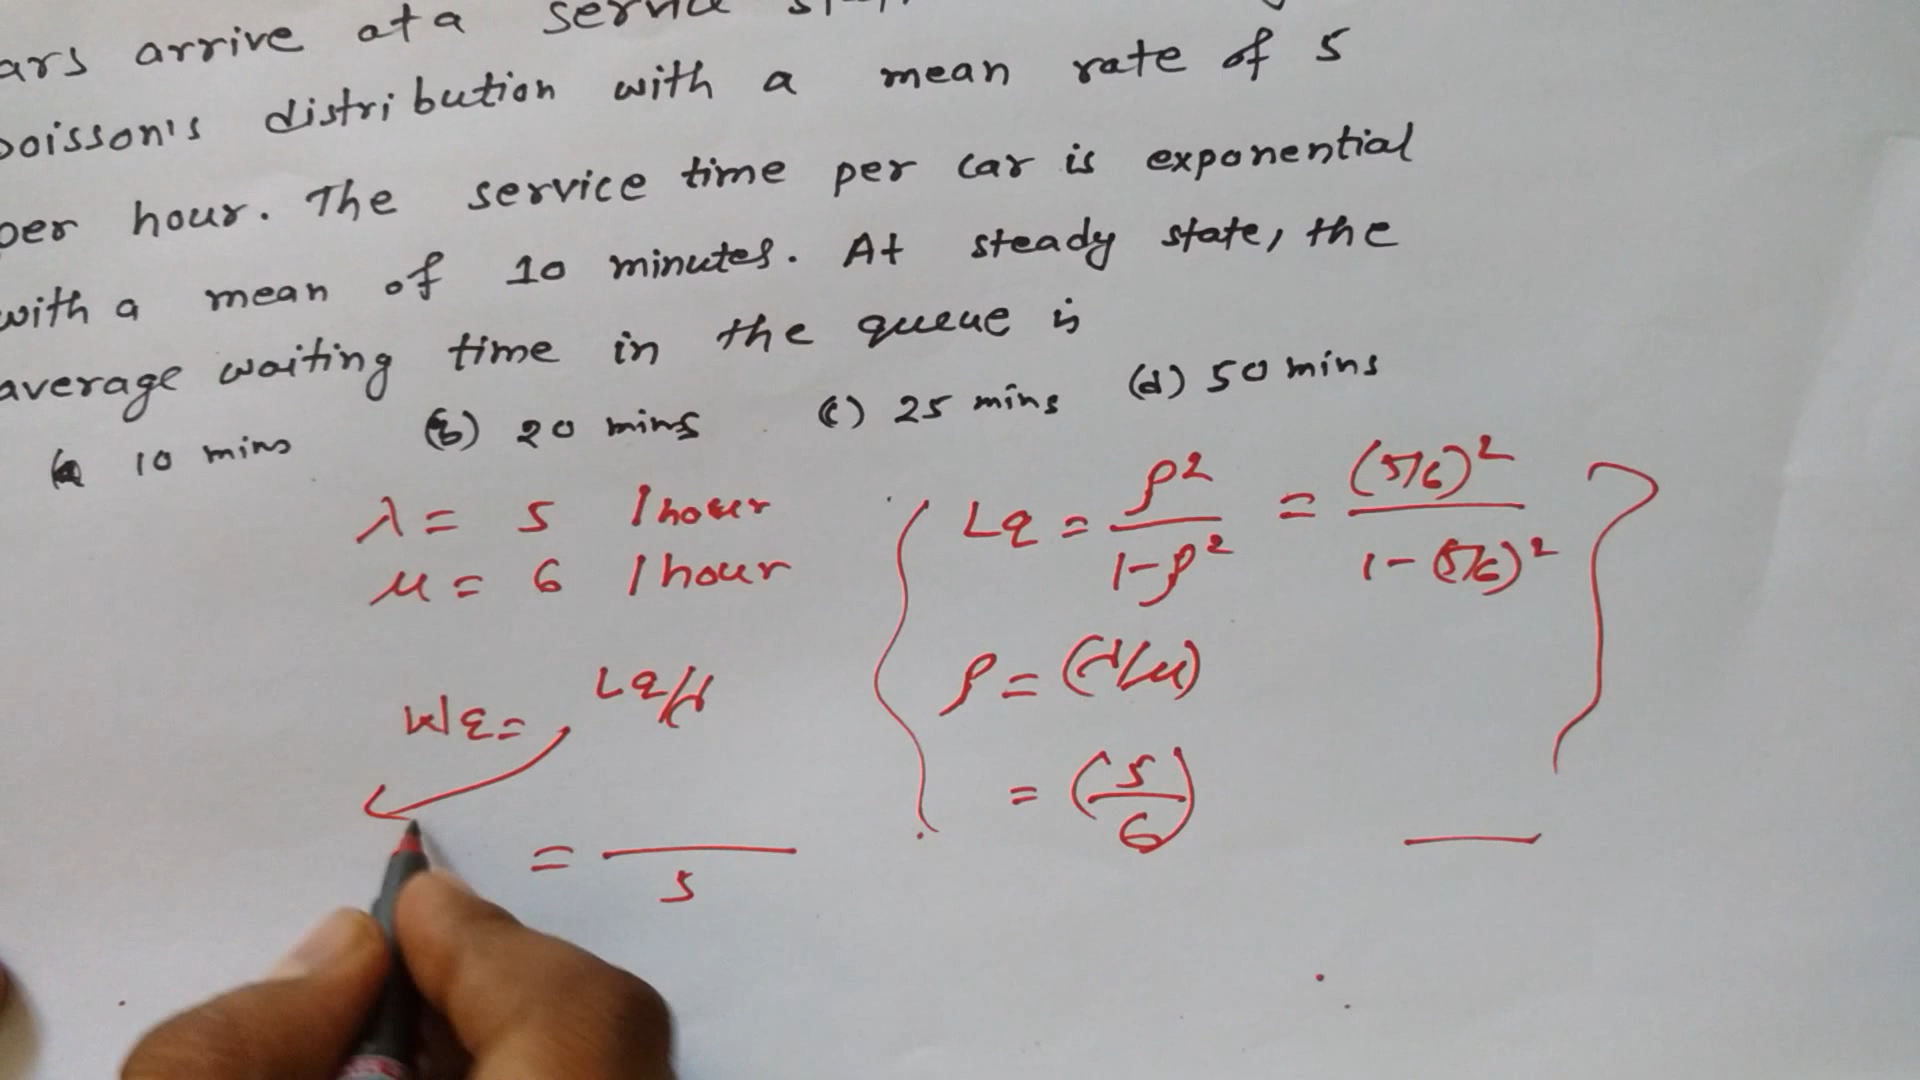 ars arrive at a
poisson's distribution with a mean rate of 5
per hour. The service time per car is exponential
with a mean of 10 minutes. At steady state, the
average waiting time in the queue is
(a 10 mins (b) 20 mins (c) 25 mins (d) 50 mins
λ = 5 / hour
μ = 6 / hour
Lq = ρ² / 1-ρ² = (5/6)² / 1-(5/6)²
ρ = (λ/μ)
= (5/6)
Wq = Lq/λ
= / 5